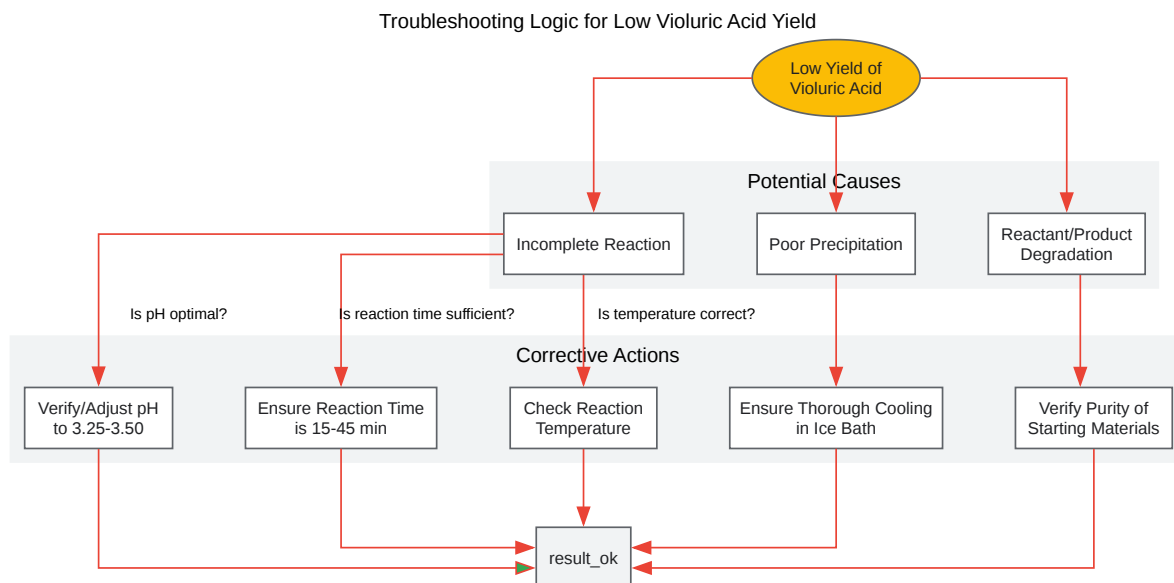 Troubleshooting Logic for Low Violuric Acid Yield
Low Yield of
Violuric Acid
Potential Causes
Incomplete Reaction
Poor Precipitation
Reactant/Product
Degradation
Is pH optimal?
Is reaction time sufficient?
Is temperature correct?
Corrective Actions
Verify/Adjust pH
to 3.25-3.50
Ensure Reaction Time
is 15-45 min
Check Reaction
Temperature
Ensure Thorough Cooling
in Ice Bath
Verify Purity of
Starting Materials
result_ok